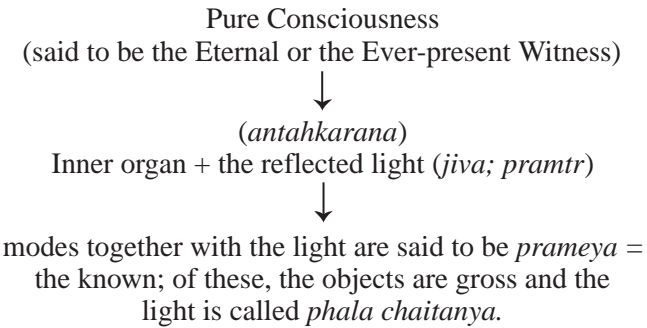 Pure Consciousness
(said to be the Eternal or the Ever-present Witness)
↓
(antahkarana)
Inner organ + the reflected light (jiva; pramtr)
↓
modes together with the light are said to be prameya =
the known; of these, the objects are gross and the
light is called phala chaitanya.